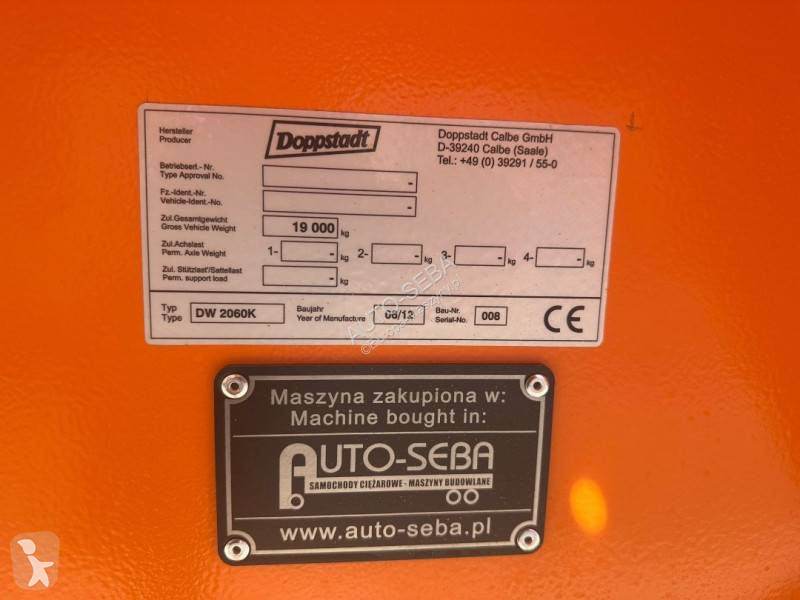 Hersteller
Producer
Doppstadt
Doppstadt Calbe GmbH
D-39240 Calbe (Saale)
Tel.: +49 (0) 39291 / 55-0
Betriebserl.- Nr.
Type Approval No.
-
Fz.-Ident.-Nr.
Vehicle-Ident.-No.
-
Zul.Gesamtgewicht
Gross Vehicle Weight
19 000 kg
Zul.Achslast
Perm. Axle Weight
1- - kg 2- - kg 3- - kg 4- - kg
Zul. Stützlast/Sattellast
Perm. support load
- kg
Typ
Type
DW 2060K
Baujahr
Year of Manufacture
06/12
Bau-Nr.
Serial-No.
008
CE
AUTO-SEBA
Maszyna zakupiona w:
Machine bought in:
AUTO-SEBA
SAMOCHODY CIĘŻAROWE - MASZYNY BUDOWLANE
www.auto-seba.pl